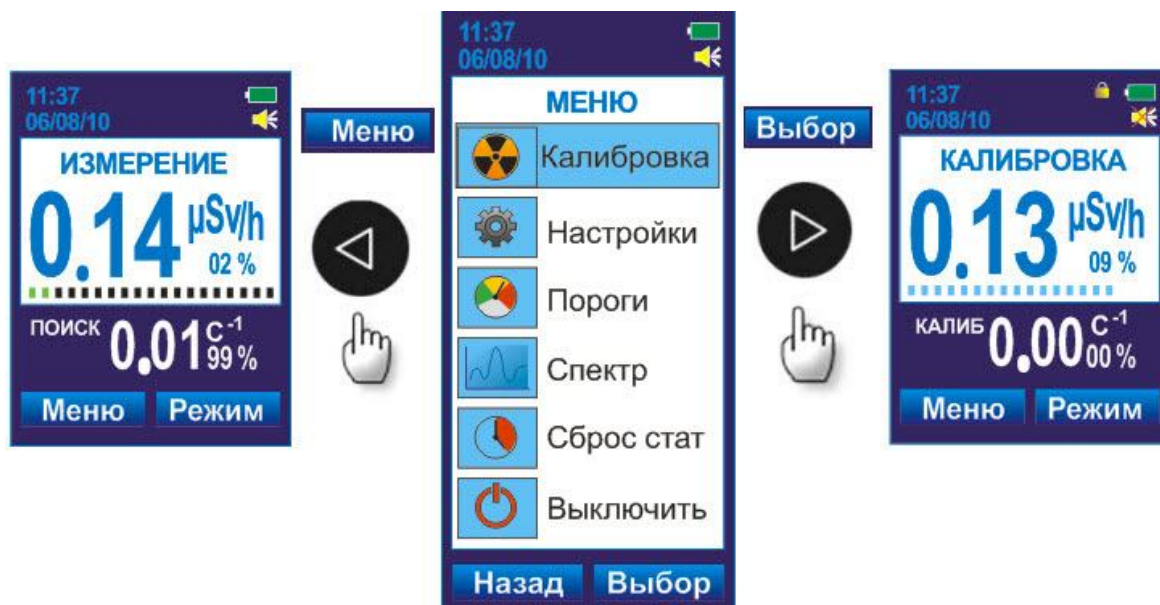 11:37
06/08/10
ИЗМЕРЕНИЕ
0.14 µSv/h
02 %
ПОИСК 0.01 C⁻¹
99 %
Меню Режим
Меню
11:37
06/08/10
МЕНЮ
Калибровка
Настройки
Пороги
Спектр
Сброс стат
Выключить
Назад Выбор
Выбор
11:37
06/08/10
КАЛИБРОВКА
0.13 µSv/h
09 %
КАЛИБ 0.00 C⁻¹
00 %
Меню Режим